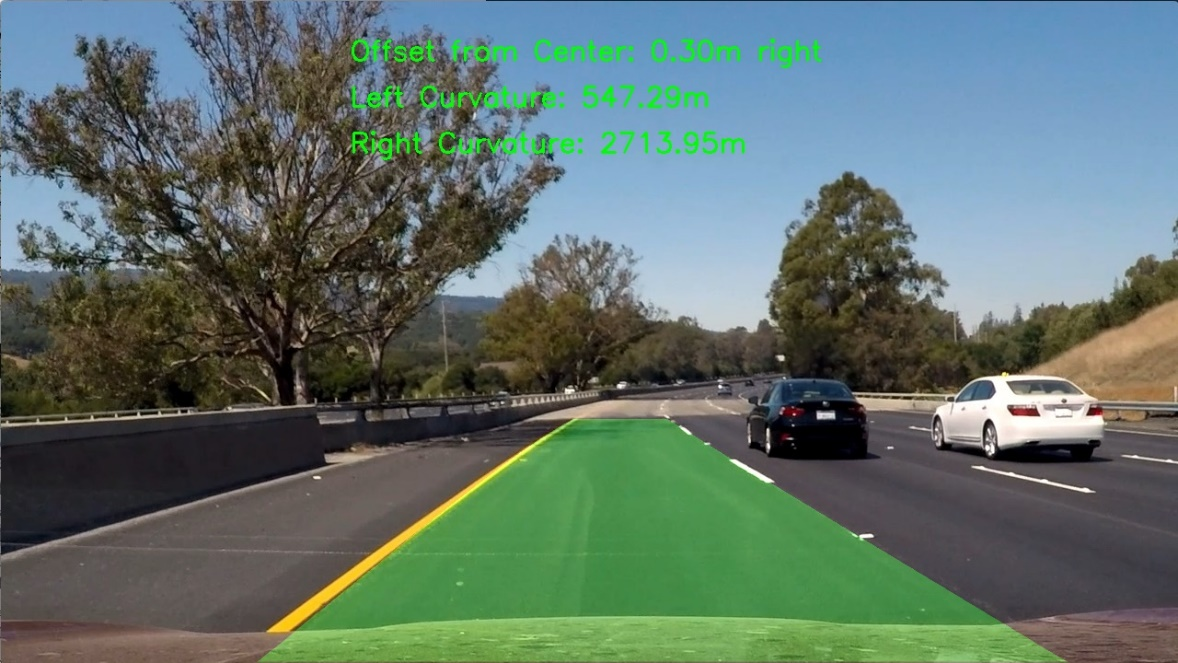 Offset from Center: 0.30m right
Left Curvature: 547.29m
Right Curvature: 2713.95m